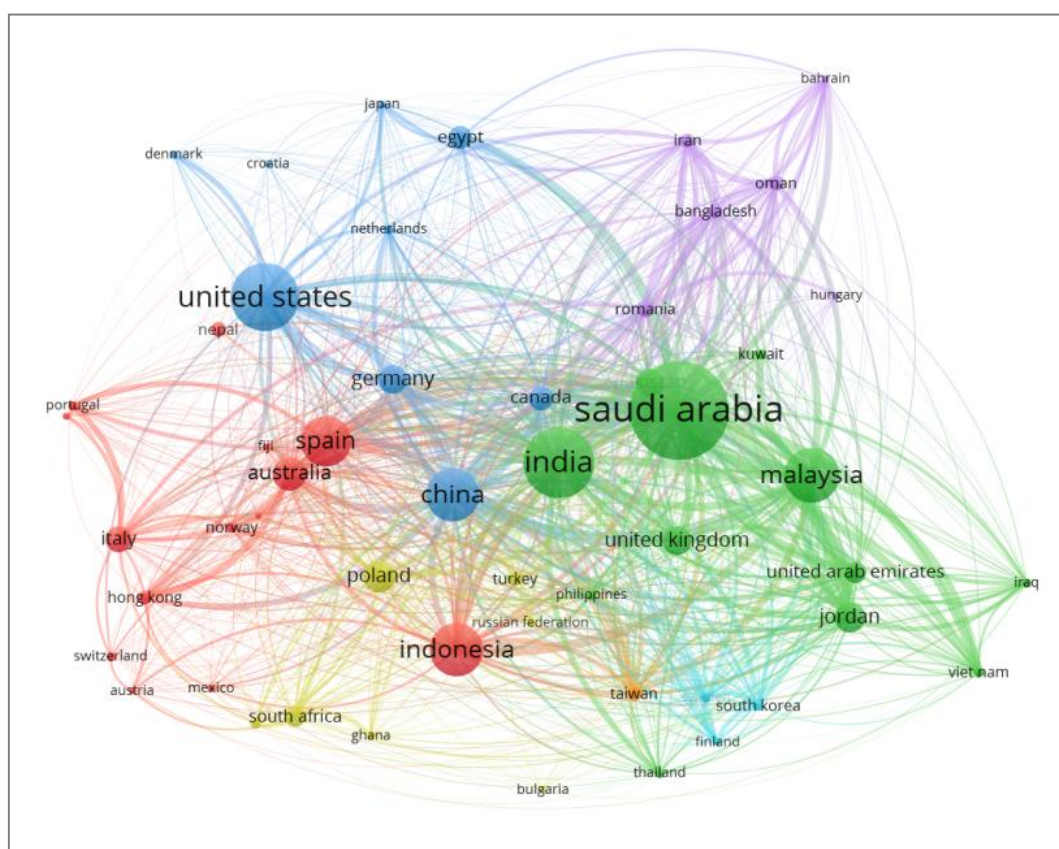 bahrain
japan
egypt
iran
denmark
croatia
oman
bangladesh
netherlands
united states
hungary
romania
nepal
kuwait
germany
canada
portugal
saudi arabia
fiji
spain
india
australia
malaysia
china
norway
italy
united kingdom
poland
turkey
united arab emirates
iraq
philippines
hong kong
jordan
russian federation
indonesia
switzerland
viet nam
austria
mexico
taiwan
south korea
south africa
ghana
finland
thailand
bulgaria